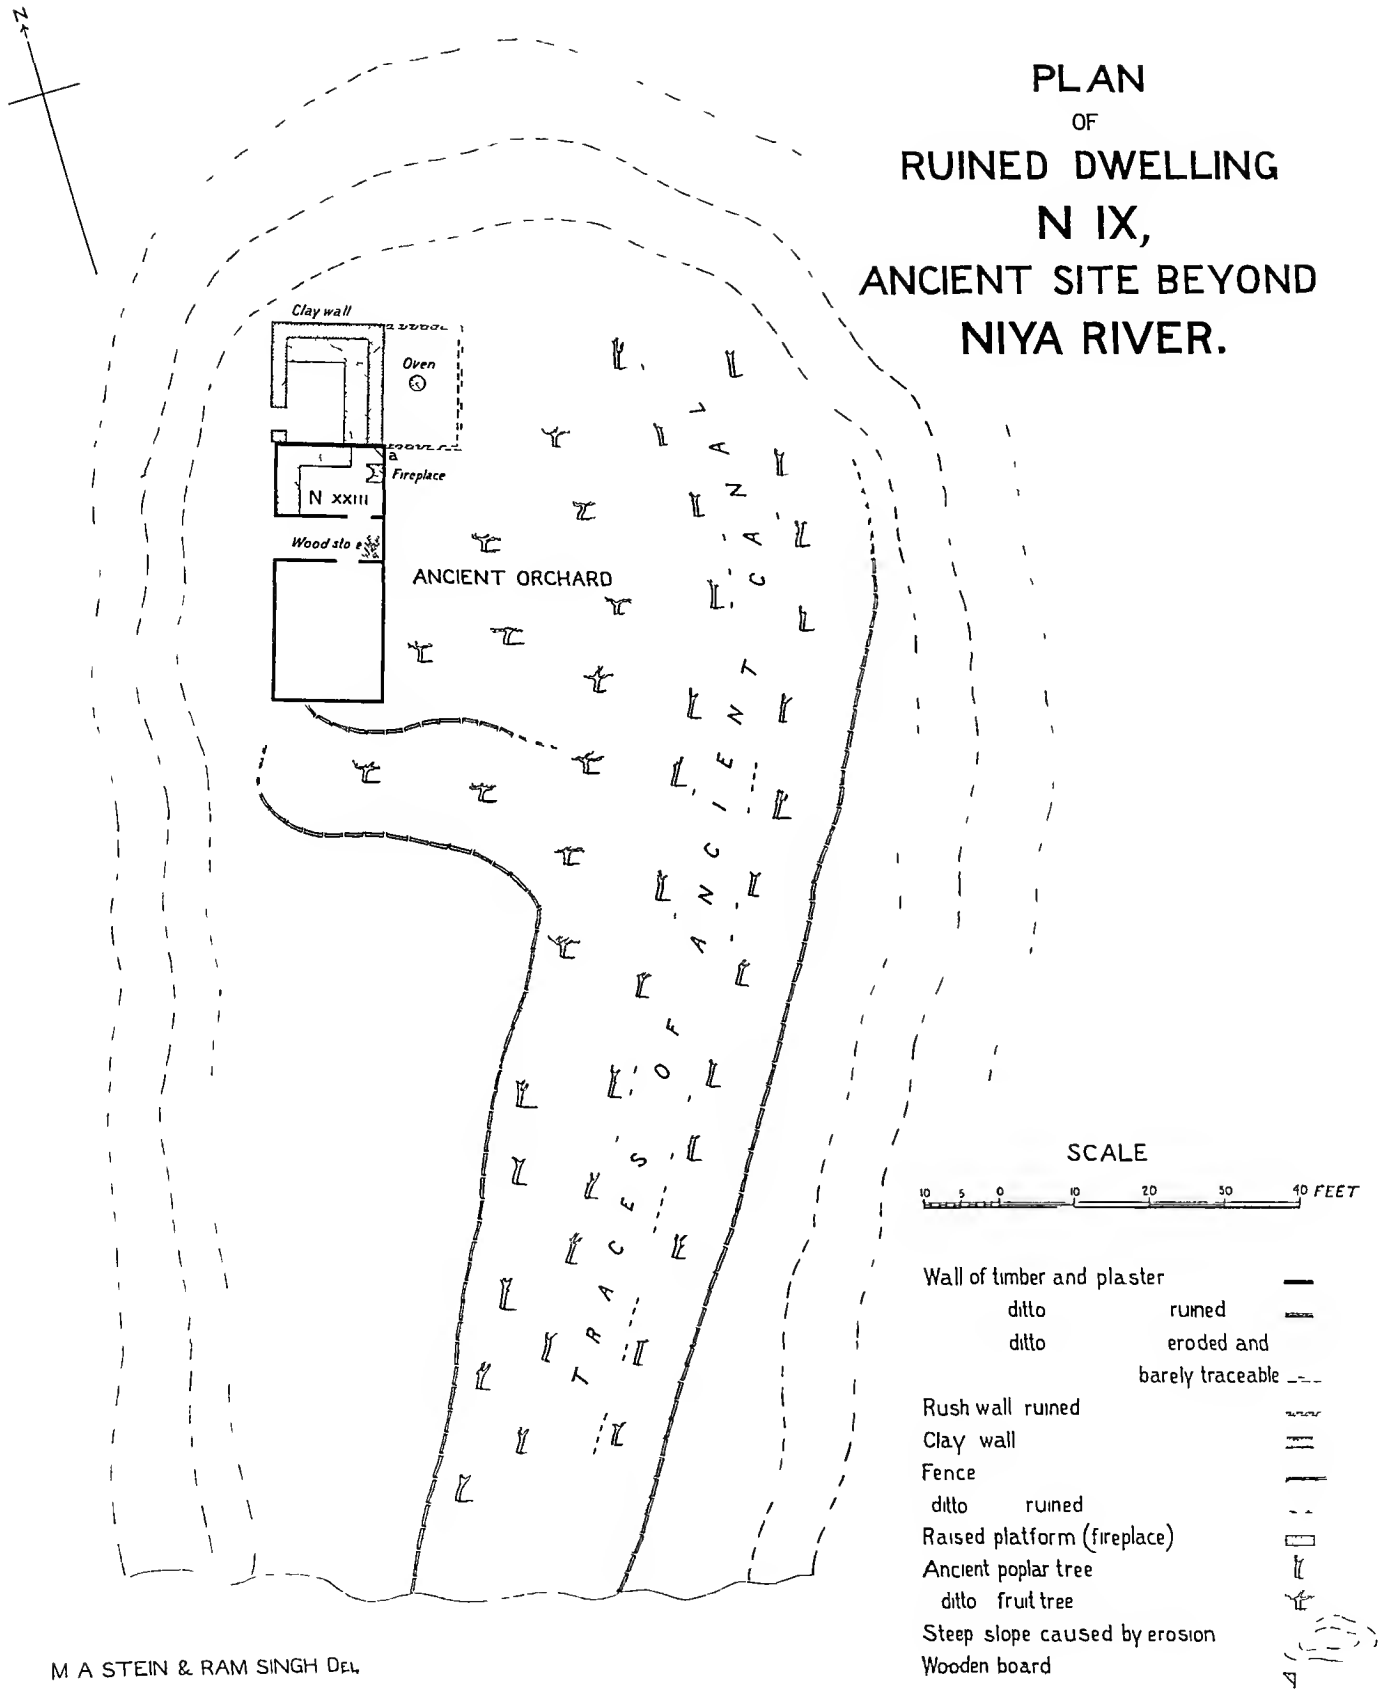 N
PLAN
OF
RUINED DWELLING
N IX,
ANCIENT SITE BEYOND
NIYA RIVER.
Clay wall
Oven
a
Fireplace
N XXIII
Wood sto e
ANCIENT ORCHARD
TRACES OF ANCIENT CANAL
SCALE
10 5 0 10 20 30 40 FEET
Wall of timber and plaster
ditto ruined
ditto eroded and
barely traceable
Rush wall ruined
Clay wall
Fence
ditto ruined
Raised platform (fireplace)
Ancient poplar tree
ditto fruit tree
Steep slope caused by erosion
Wooden board
M A STEIN & RAM SINGH DEL.